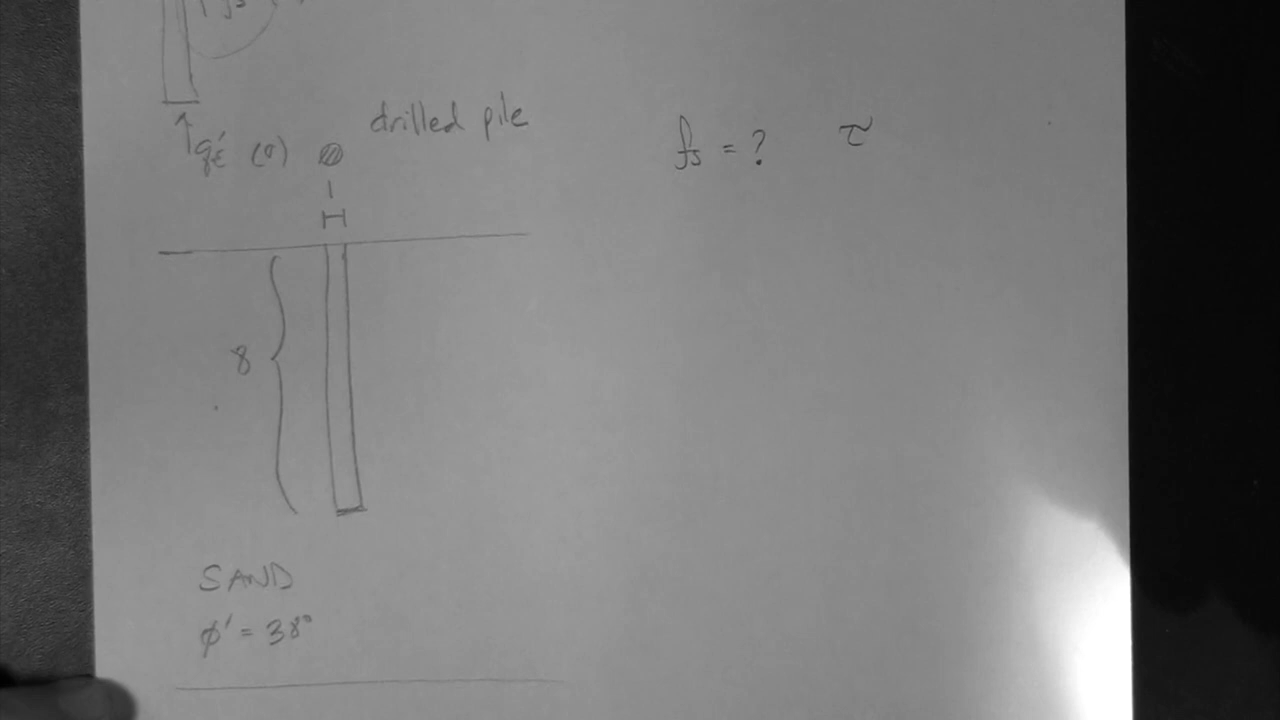 drilled pile
fs = ? τ
8
SAND
φ' = 38°